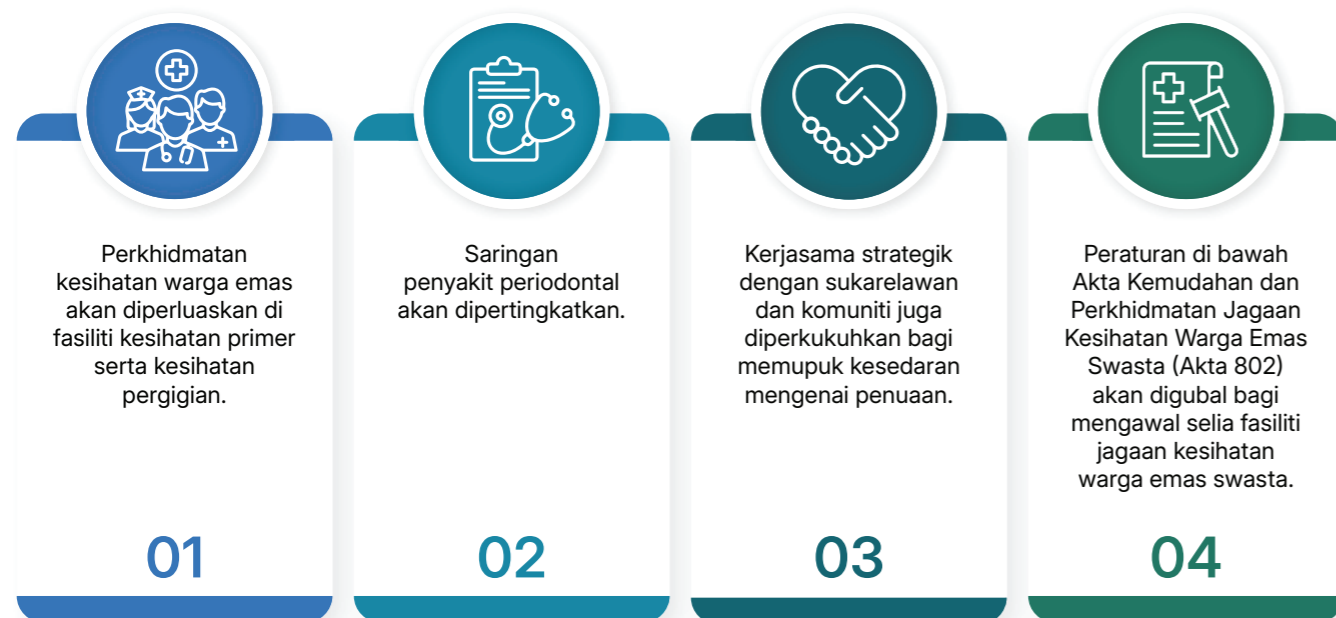 Perkhidmatan
kesihatan warga emas
akan diperluaskan di
fasiliti kesihatan primer
serta kesihatan
pergigian.
01
Saringan
penyakit periodontal
akan dipertingkatkan.
02
Kerjasama strategik
dengan sukarelawan
dan komuniti juga
diperkukuhkan bagi
memupuk kesedaran
mengenai penuaan.
03
Peraturan di bawah
Akta Kemudahan dan
Perkhidmatan Jagaan
Kesihatan Warga Emas
Swasta (Akta 802)
akan digubal bagi
mengawal selia fasiliti
jagaan kesihatan
warga emas swasta.
04